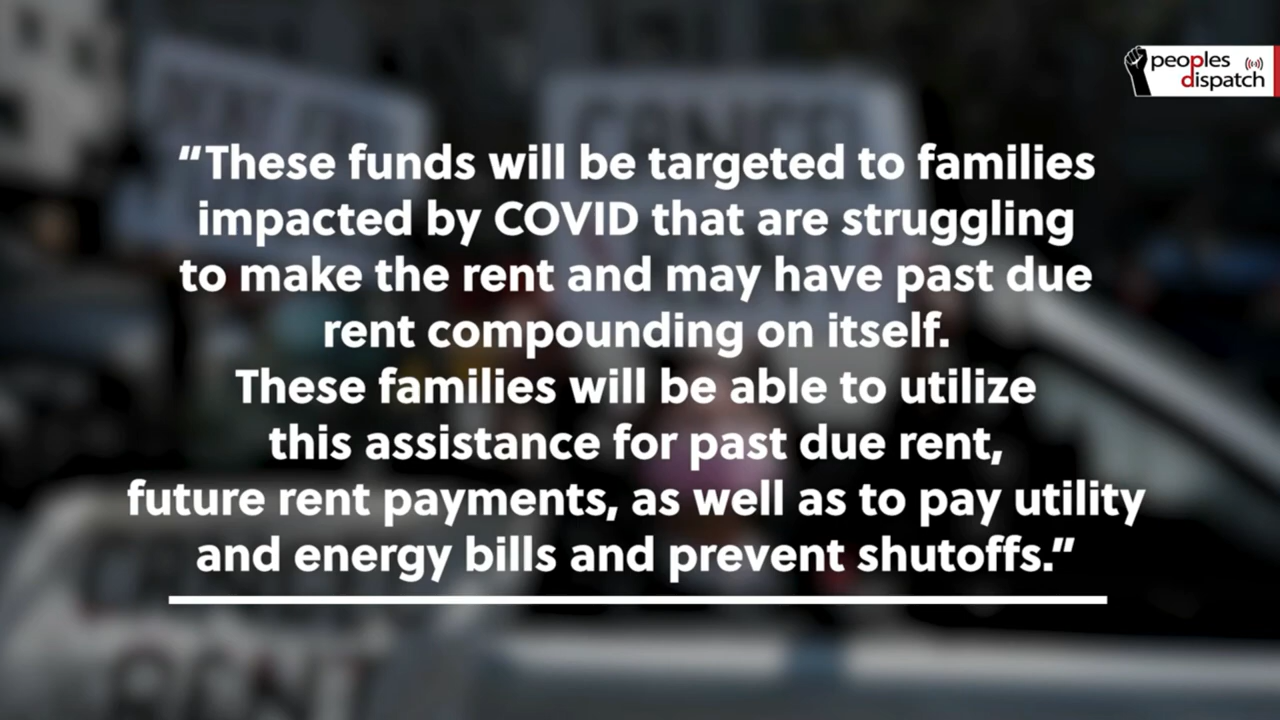 peoples
dispatch
“These funds will be targeted to families
impacted by COVID that are struggling
to make the rent and may have past due
rent compounding on itself.
These families will be able to utilize
this assistance for past due rent,
future rent payments, as well as to pay utility
and energy bills and prevent shutoffs.”
CANCEL
RENT